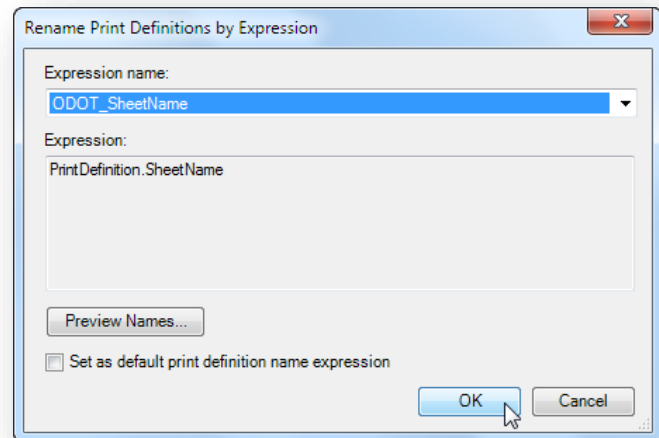 Rename Print Definitions by Expression
Expression name:
ODOT_SheetName
Expression:
PrintDefinition.SheetName
Preview Names...
Set as default print definition name expression
OK
Cancel